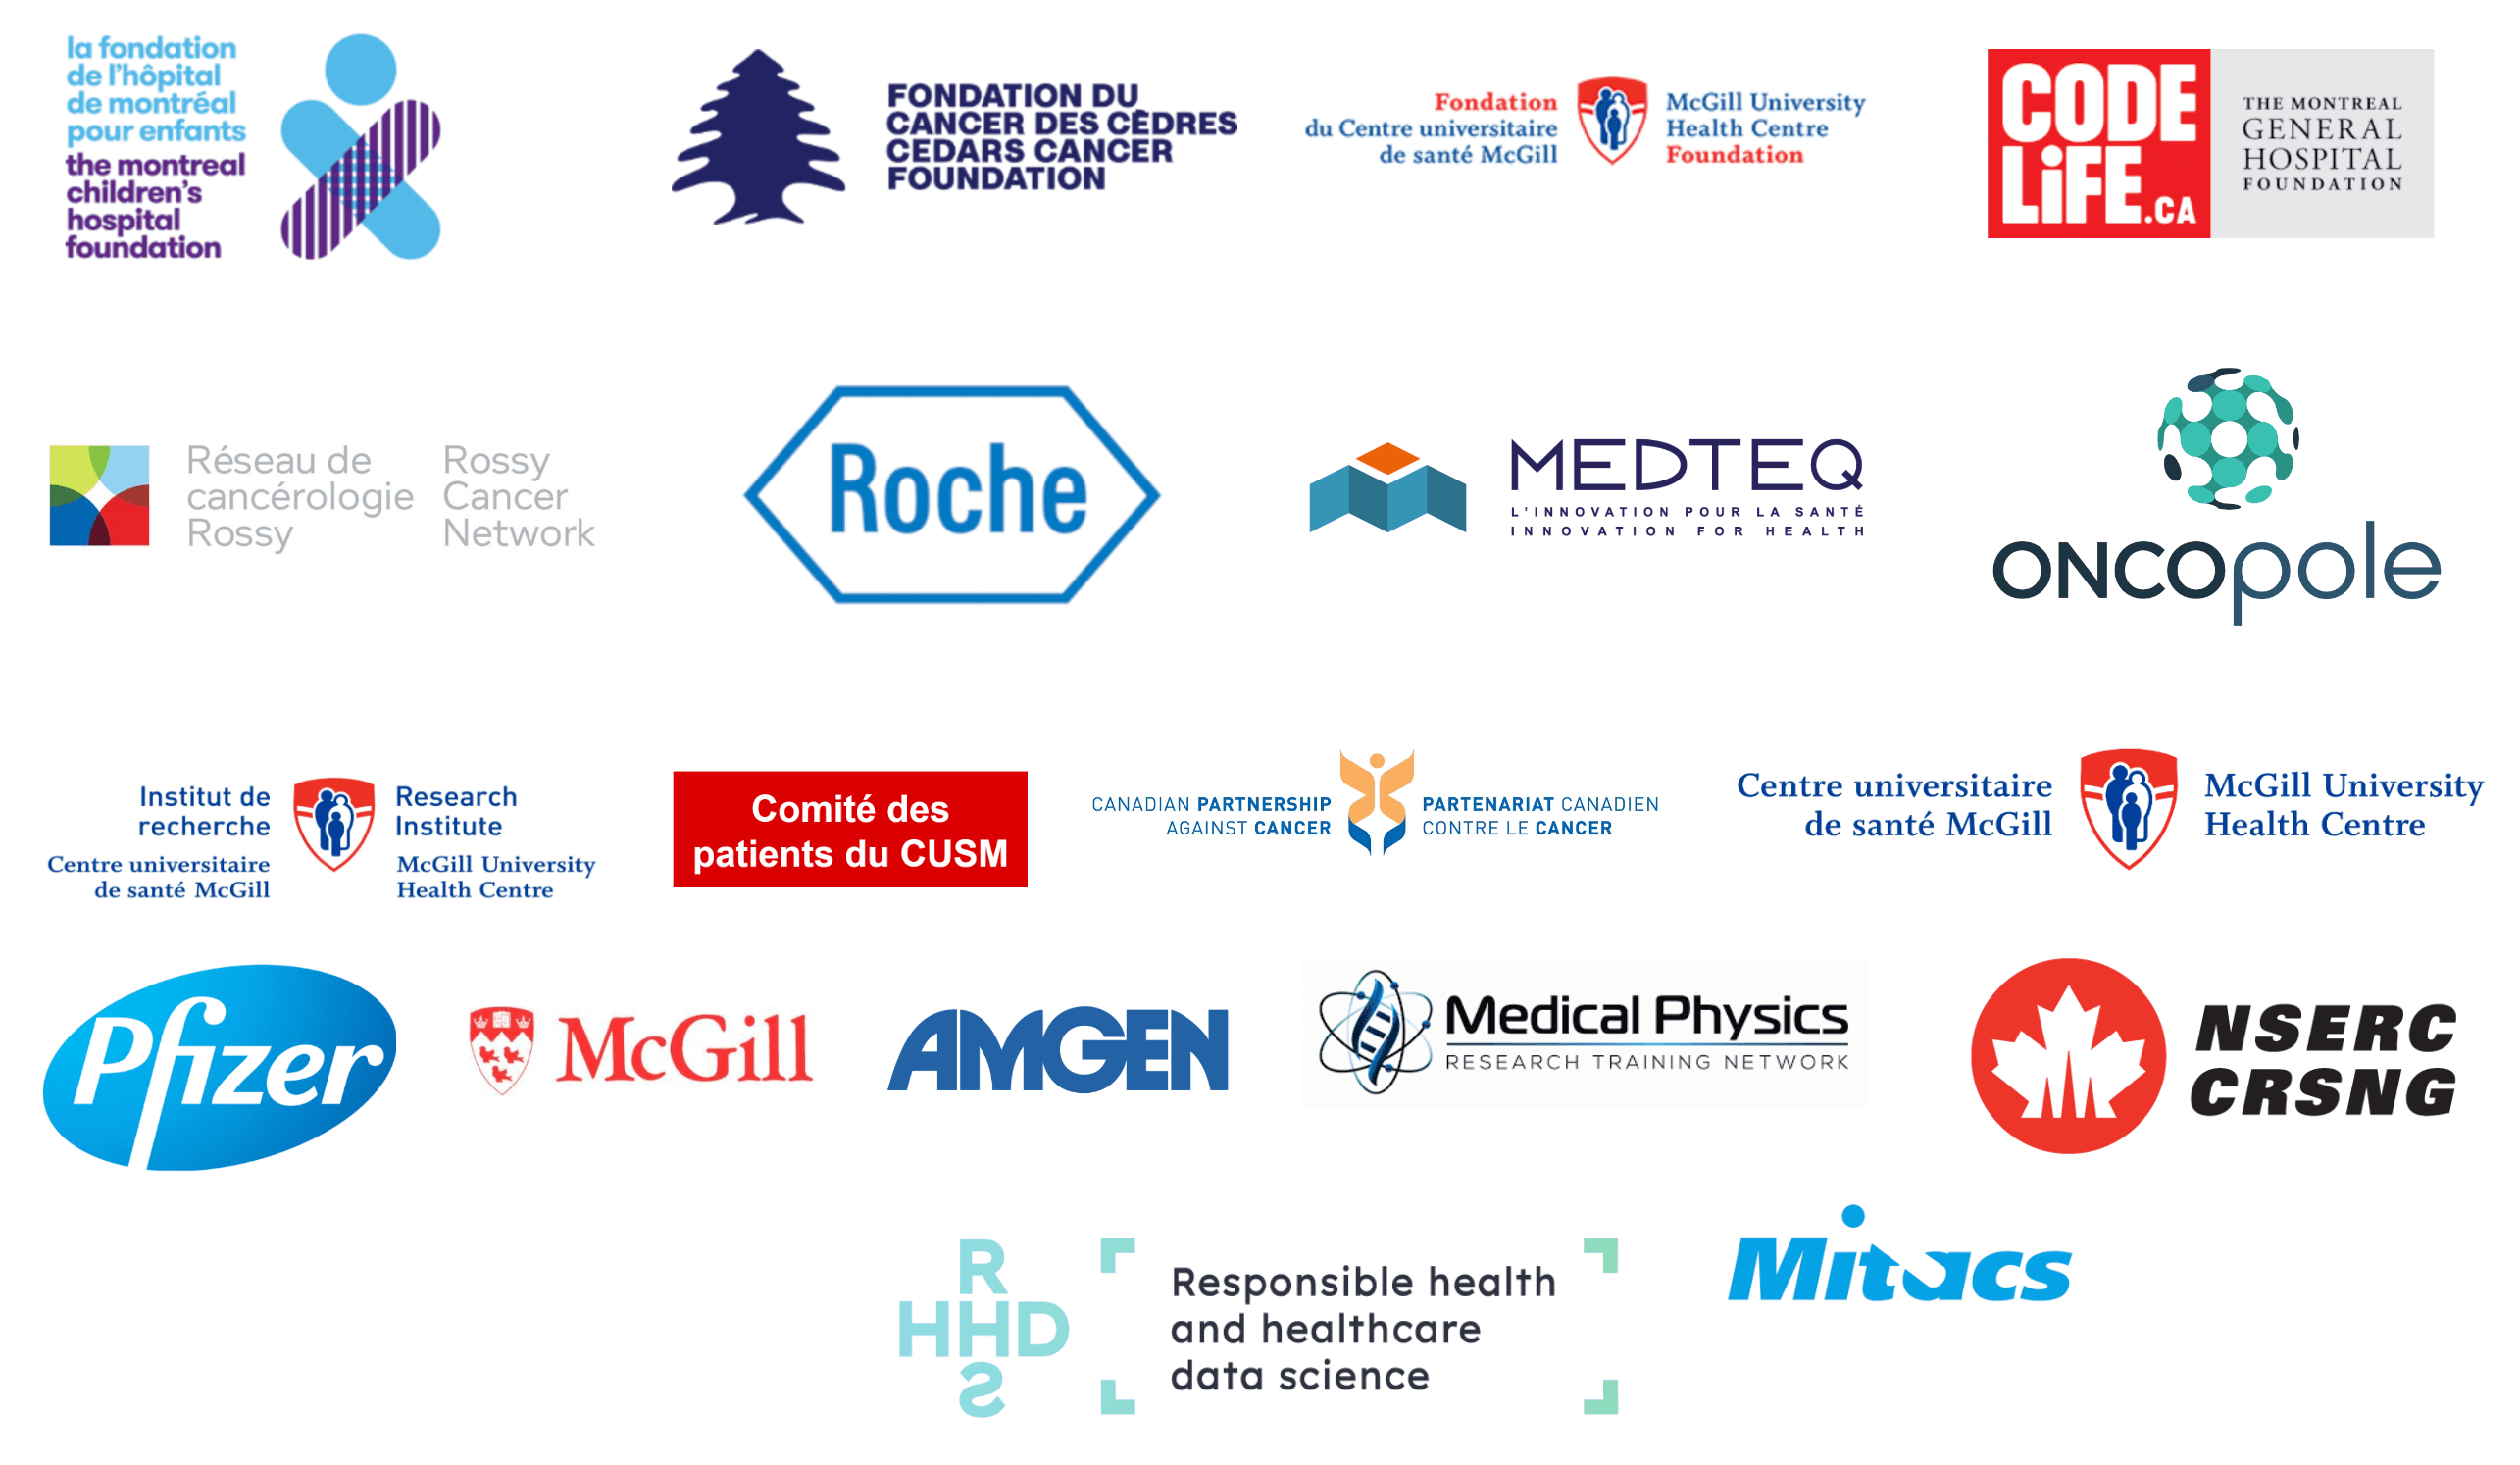 la fondation
de l'hôpital
de montréal
pour enfants
the montreal
children's
hospital
foundation
FONDATION DU
CANCER DES CÈDRES
CEDARS CANCER
FOUNDATION
Fondation
du Centre universitaire
de santé McGill
McGill University
Health Centre
Foundation
CODE
LiFE.CA
THE MONTREAL
GENERAL
HOSPITAL
FOUNDATION
Réseau de
cancérologie
Rossy
Rossy
Cancer
Network
Roche
MEDTEQ
L'INNOVATION POUR LA SANTÉ
INNOVATION FOR HEALTH
ONCOpole
Institut de
recherche
Centre universitaire
de santé McGill
Research
Institute
McGill University
Health Centre
Comité des
patients du CUSM
CANADIAN PARTNERSHIP
AGAINST CANCER
PARTENARIAT CANADIEN
CONTRE LE CANCER
Centre universitaire
de santé McGill
McGill University
Health Centre
Pfizer
McGill
AMGEN
Medical Physics
RESEARCH TRAINING NETWORK
NSERC
CRSNG
R
HHD
S
Responsible health
and healthcare
data science
Mitacs